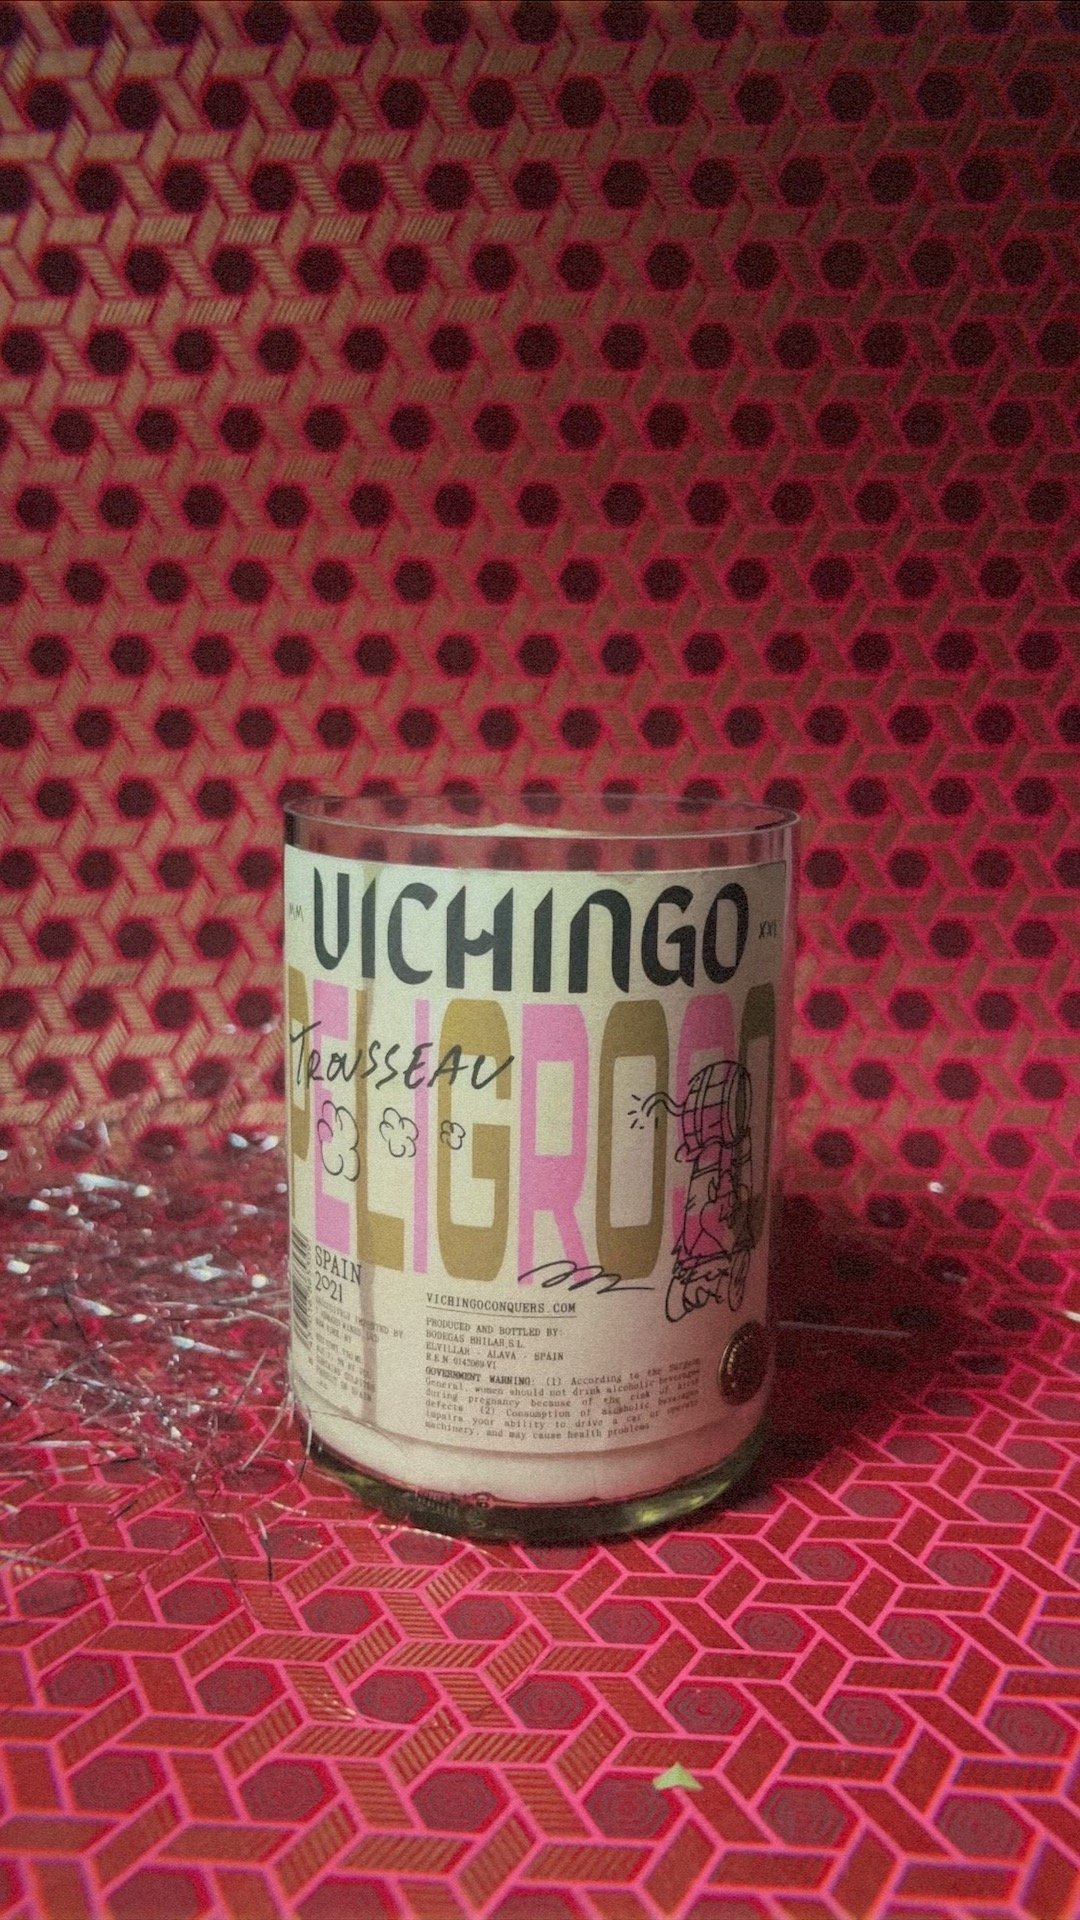 MM
VICHINGO
XXI
PELIGROSO
TROUSSEAU
SPAIN
2021
VICHINGOCONQUERS.COM
PRODUCED AND BOTTLED BY:
BODEGAS BHILAR, S.L.
ELVILLAR - ALAVA - SPAIN
GOVERNMENT WARNING: (1) According to the Surgeon
General, women should not drink alcoholic beverages
during pregnancy because of the risk of birth
defects (2) Consumption of alcoholic beverages
impairs your ability to drive a car or operate
machinery, and may cause health problems